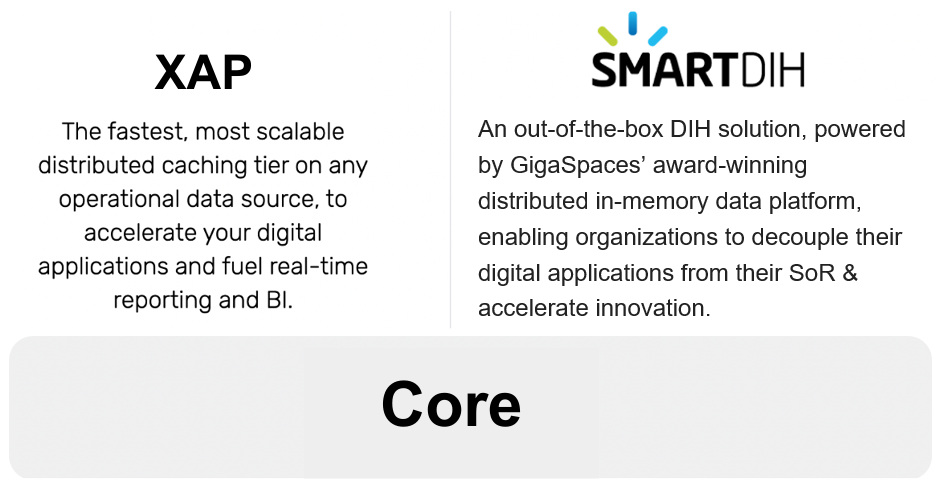 XAP
The fastest, most scalable
distributed caching tier on any
operational data source, to
accelerate your digital
applications and fuel real-time
reporting and BI.
SMARTDIH
An out-of-the-box DIH solution, powered
by GigaSpaces’ award-winning
distributed in-memory data platform,
enabling organizations to decouple their
digital applications from their SoR &
accelerate innovation.
Core